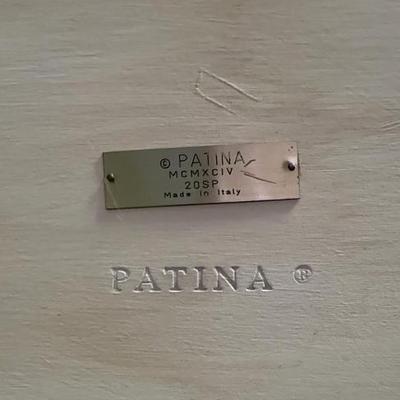 © PATINA
MCMXCIV
20SP
Made in Italy
PATINA ®